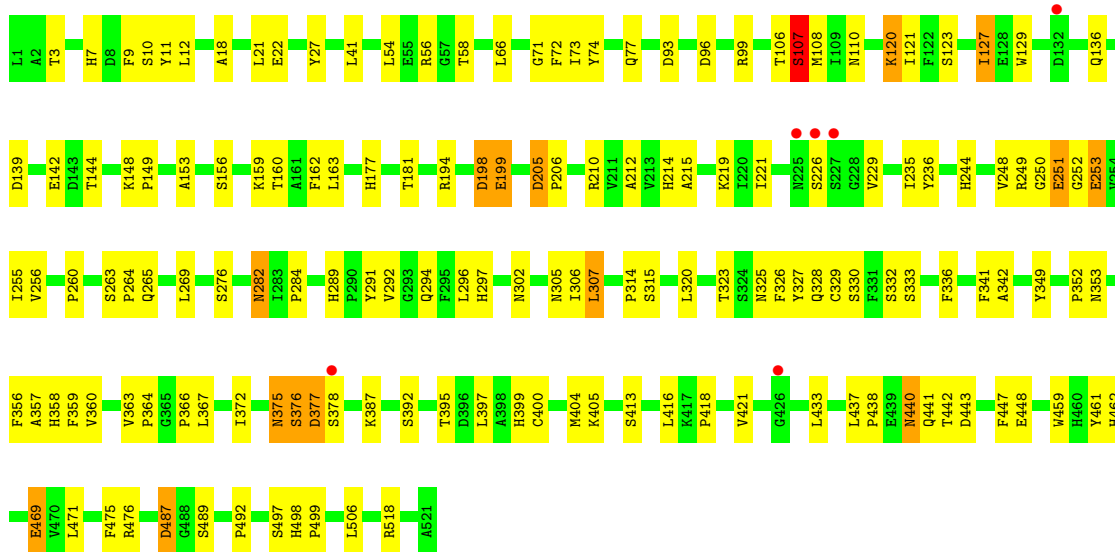 L1 A2 T3 H7 D8 F9 S10 Y11 L12 A18 L21 E22 Y27 L41 L54 E55 R56 G57 T58 L66 G71 F72 I73 Y74 Q77 D93 D96 R99 T106 S107 M108 I109 N110 K120 I121 F122 S123 I127 E128 W129 D132 Q136
D139 E142 D143 T144 K148 P149 A153 S156 K159 T160 A161 F162 L163 H177 T181 R194 D198 E199 D205 P206 R210 V211 A212 V213 H214 A215 K219 I220 I221 N225 S226 S227 G228 V229 I235 Y236 H244 V248 R249 G250 E251 G252 E253 V254
I255 V256 P260 S263 P264 Q265 L269 S276 N282 I283 P284 H289 P290 Y291 V292 G293 Q294 F295 L296 H297 N302 N305 I306 L307 P314 S315 L320 T323 S324 N325 F326 Y327 Q328 C329 S330 F331 S332 S333 F336 F341 A342 Y349 P352 N353
F356 A357 H358 F359 V360 V363 P364 G365 P366 L367 I372 N375 S376 D377 S378 K387 S392 T395 D396 L397 A398 H399 C400 M404 K405 S413 L416 K417 P418 V421 G426 L433 L437 P438 E439 N440 Q441 T442 D443 F447 E448 W459 H460 Y461 H462
E469 V470 L471 F475 R476 D487 G488 S489 P492 S497 H498 P499 L506 R518 A521